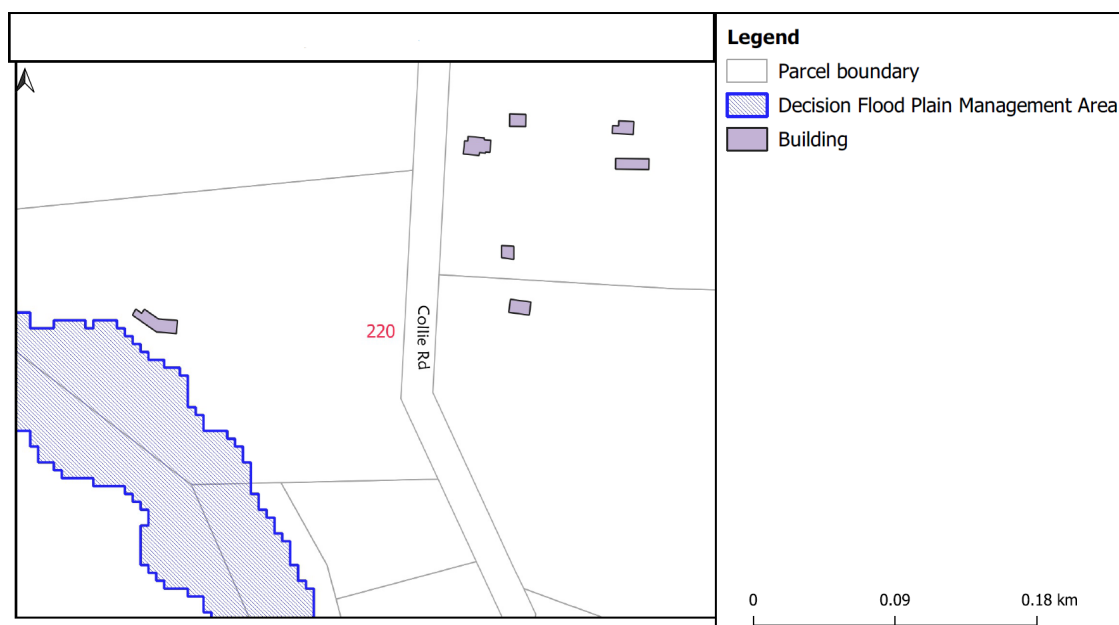 Legend
Parcel boundary
Decision Flood Plain Management Area
Building
220
Collie Rd
0 0.09 0.18 km